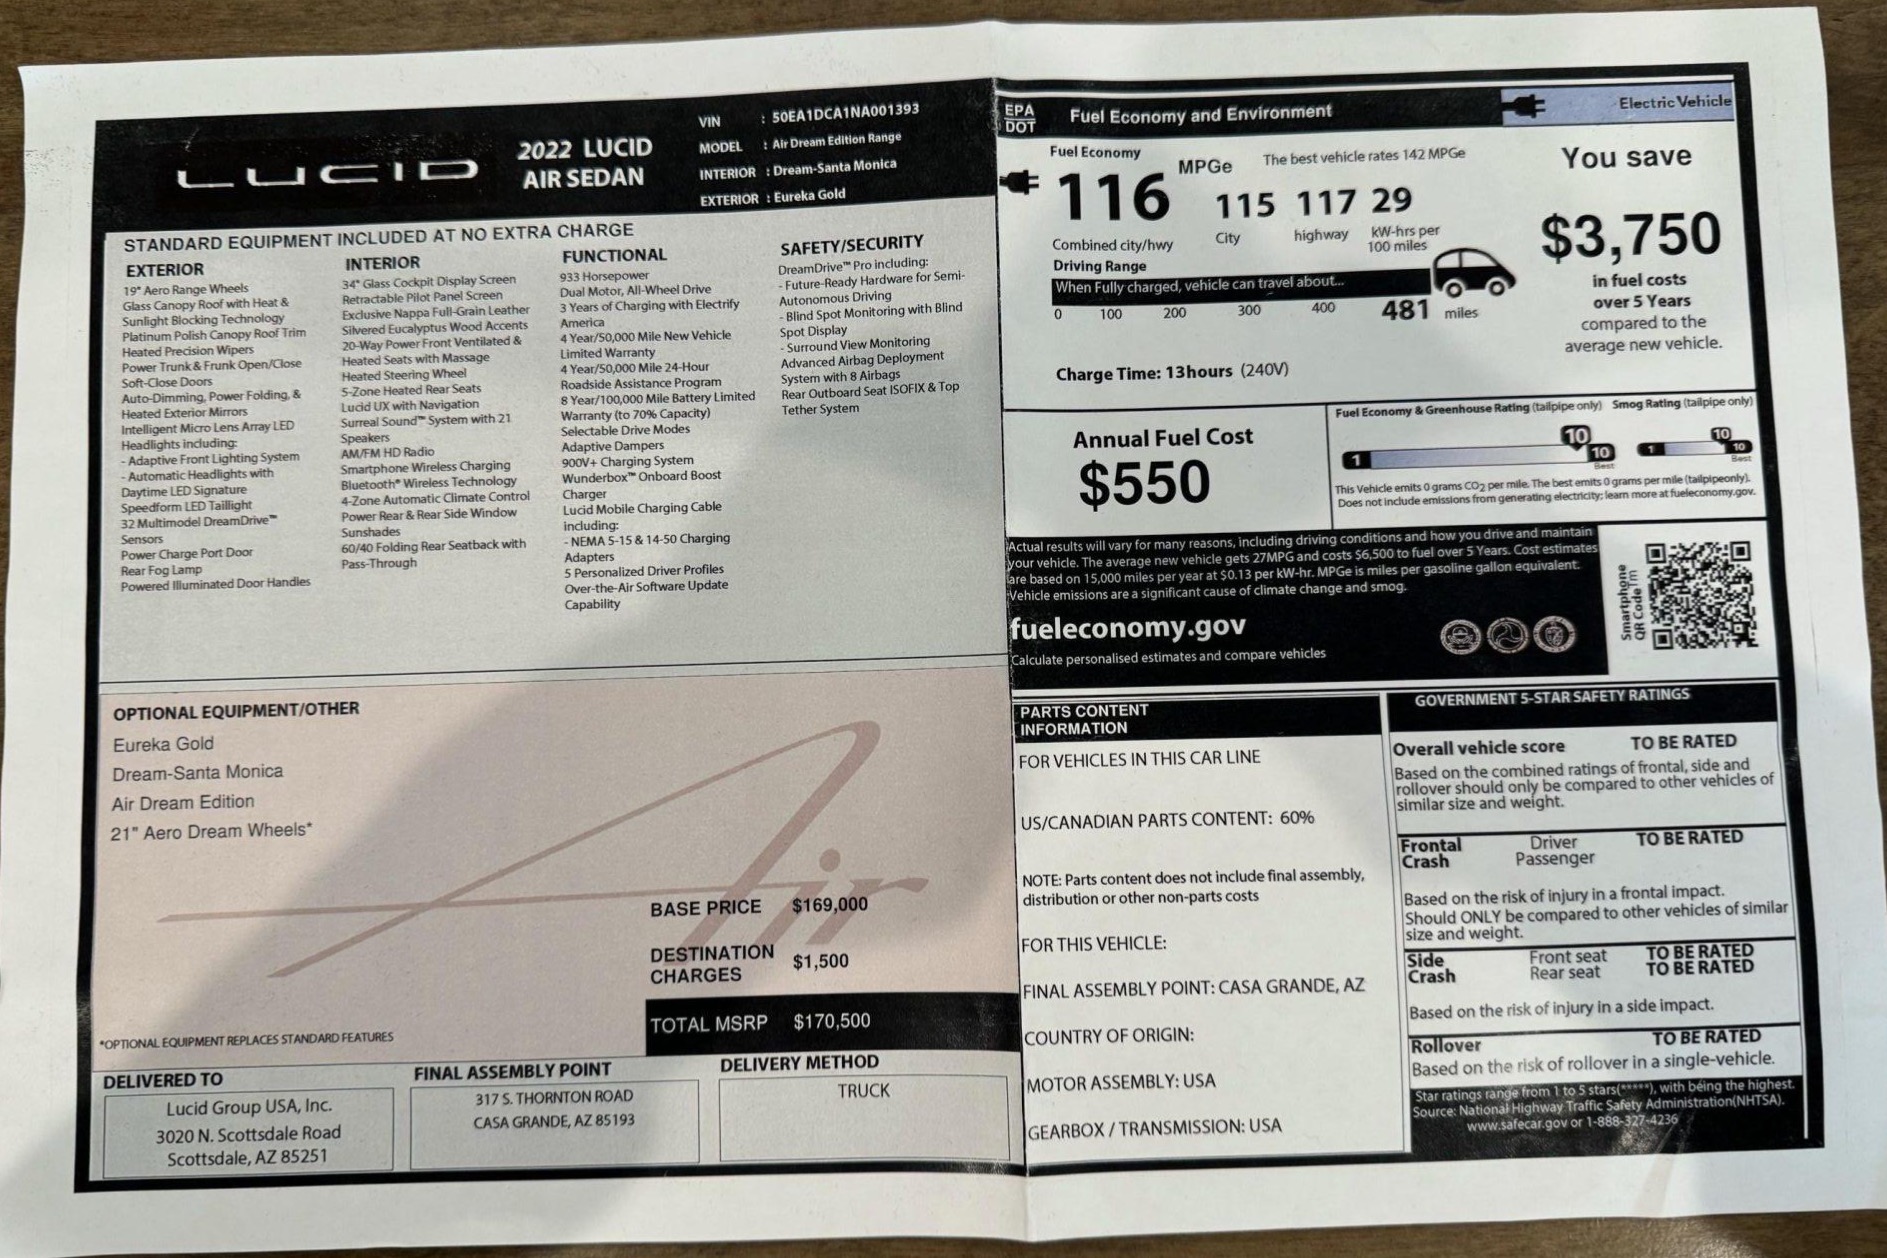 LUCID
2022 LUCID
AIR SEDAN
VIN : 50EA1DCA1NA001393
MODEL : Air Dream Edition Range
INTERIOR : Dream-Santa Monica
EXTERIOR : Eureka Gold
STANDARD EQUIPMENT INCLUDED AT NO EXTRA CHARGE
EXTERIOR
19" Aero Range Wheels
Glass Canopy Roof with Heat &
Sunlight Blocking Technology
Platinum Polish Canopy Roof Trim
Heated Precision Wipers
Power Trunk & Frunk Open/Close
Soft-Close Doors
Auto-Dimming, Power Folding, &
Heated Exterior Mirrors
Intelligent Micro Lens Array LED
Headlights including:
- Adaptive Front Lighting System
- Automatic Headlights with
Daytime LED Signature
Speedform LED Taillight
32 Multimodel DreamDrive™
Sensors
Power Charge Port Door
Rear Fog Lamp
Powered Illuminated Door Handles
INTERIOR
34" Glass Cockpit Display Screen
Retractable Pilot Panel Screen
Exclusive Nappa Full-Grain Leather
Silvered Eucalyptus Wood Accents
20-Way Power Front Ventilated &
Heated Seats with Massage
Heated Steering Wheel
5-Zone Heated Rear Seats
Lucid UX with Navigation
Surreal Sound™ System with 21
Speakers
AM/FM HD Radio
Smartphone Wireless Charging
Bluetooth® Wireless Technology
4-Zone Automatic Climate Control
Power Rear & Rear Side Window
Sunshades
60/40 Folding Rear Seatback with
Pass-Through
FUNCTIONAL
933 Horsepower
Dual Motor, All-Wheel Drive
3 Years of Charging with Electrify
America
4 Year/50,000 Mile New Vehicle
Limited Warranty
4 Year/50,000 Mile 24-Hour
Roadside Assistance Program
8 Year/100,000 Mile Battery Limited
Warranty (to 70% Capacity)
Selectable Drive Modes
Adaptive Dampers
900V+ Charging System
Wunderbox™ Onboard Boost
Charger
Lucid Mobile Charging Cable
including:
- NEMA 5-15 & 14-50 Charging
Adapters
5 Personalized Driver Profiles
Over-the-Air Software Update
Capability
SAFETY/SECURITY
DreamDrive™ Pro including:
- Future-Ready Hardware for Semi-
Autonomous Driving
- Blind Spot Monitoring with Blind
Spot Display
- Surround View Monitoring
Advanced Airbag Deployment
System with 8 Airbags
Rear Outboard Seat ISOFIX & Top
Tether System
OPTIONAL EQUIPMENT/OTHER
Eureka Gold
Dream-Santa Monica
Air Dream Edition
21" Aero Dream Wheels*
Air
BASE PRICE $169,000
DESTINATION
CHARGES $1,500
TOTAL MSRP $170,500
*OPTIONAL EQUIPMENT REPLACES STANDARD FEATURES
DELIVERED TO
Lucid Group USA, Inc.
3020 N. Scottsdale Road
Scottsdale, AZ 85251
FINAL ASSEMBLY POINT
317 S. THORNTON ROAD
CASA GRANDE, AZ 85193
DELIVERY METHOD
TRUCK
EPA
DOT
Fuel Economy and Environment
Electric Vehicle
Fuel Economy
116
MPGe
The best vehicle rates 142 MPGe
115 117 29
City highway kW-hrs per
100 miles
Combined city/hwy
Driving Range
When Fully charged, vehicle can travel about...
0 100 200 300 400 481 miles
Charge Time: 13hours (240V)
You save
$3,750
in fuel costs
over 5 Years
compared to the
average new vehicle.
Annual Fuel Cost
$550
Fuel Economy & Greenhouse Rating (tailpipe only) Smog Rating (tailpipe only)
10 10
1 10 1 10
Best Best
This Vehicle emits 0 grams CO2 per mile. The best emits 0 grams per mile (tailpipeonly).
Does not include emissions from generating electricity; learn more at fueleconomy.gov.
Actual results will vary for many reasons, including driving conditions and how you drive and maintain
your vehicle. The average new vehicle gets 27MPG and costs $6,500 to fuel over 5 Years. Cost estimates
are based on 15,000 miles per year at $0.13 per kW-hr. MPGe is miles per gasoline gallon equivalent.
Vehicle emissions are a significant cause of climate change and smog.
fueleconomy.gov
Calculate personalised estimates and compare vehicles
Smartphone
QR CodeTm
PARTS CONTENT
INFORMATION
FOR VEHICLES IN THIS CAR LINE
US/CANADIAN PARTS CONTENT: 60%
NOTE: Parts content does not include final assembly,
distribution or other non-parts costs
FOR THIS VEHICLE:
FINAL ASSEMBLY POINT: CASA GRANDE, AZ
COUNTRY OF ORIGIN:
MOTOR ASSEMBLY: USA
GEARBOX / TRANSMISSION: USA
GOVERNMENT 5-STAR SAFETY RATINGS
Overall vehicle score TO BE RATED
Based on the combined ratings of frontal, side and
rollover should only be compared to other vehicles of
similar size and weight.
Frontal Driver TO BE RATED
Crash Passenger
Based on the risk of injury in a frontal impact.
Should ONLY be compared to other vehicles of similar
size and weight.
Side Front seat TO BE RATED
Crash Rear seat TO BE RATED
Based on the risk of injury in a side impact.
Rollover TO BE RATED
Based on the risk of rollover in a single-vehicle.
Star ratings range from 1 to 5 stars(*****), with being the highest.
Source: National Highway Traffic Safety Administration(NHTSA).
www.safecar.gov or 1-888-327-4236